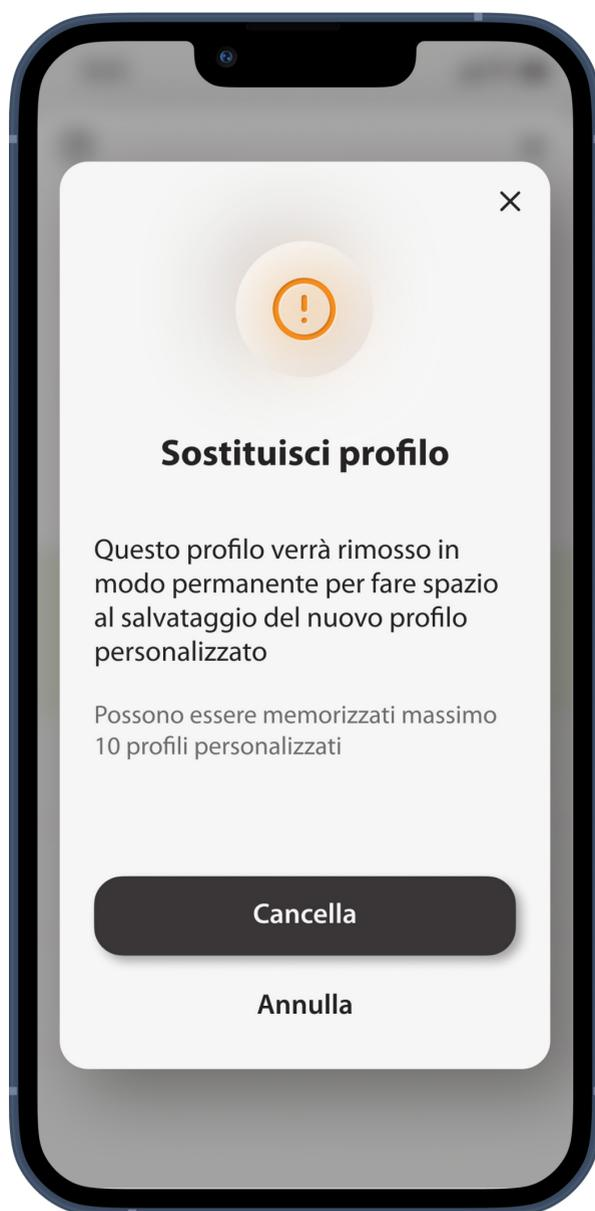 Sostituisci profilo
Questo profilo verrà rimosso in
modo permanente per fare spazio
al salvataggio del nuovo profilo
personalizzato
Possono essere memorizzati massimo
10 profili personalizzati
Cancella
Annulla